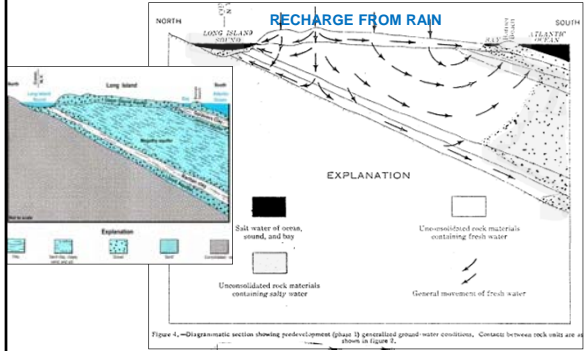 RECHARGE FROM RAIN
NORTH
SOUTH
LONG ISLAND
SOUND
BAY
ATLANTIC
OCEAN
North
Long Island
South
Explanation
EXPLANATION
Salt water of ocean,
sound, and bay
Unconsolidated rock materials
containing fresh water
Unconsolidated rock materials
containing salty water
General movement of fresh water
Figure 4.—Diagrammatic section showing predevelopment (phase 1) generalized ground-water conditions. Contacts between rock units are as
shown in figure 2.